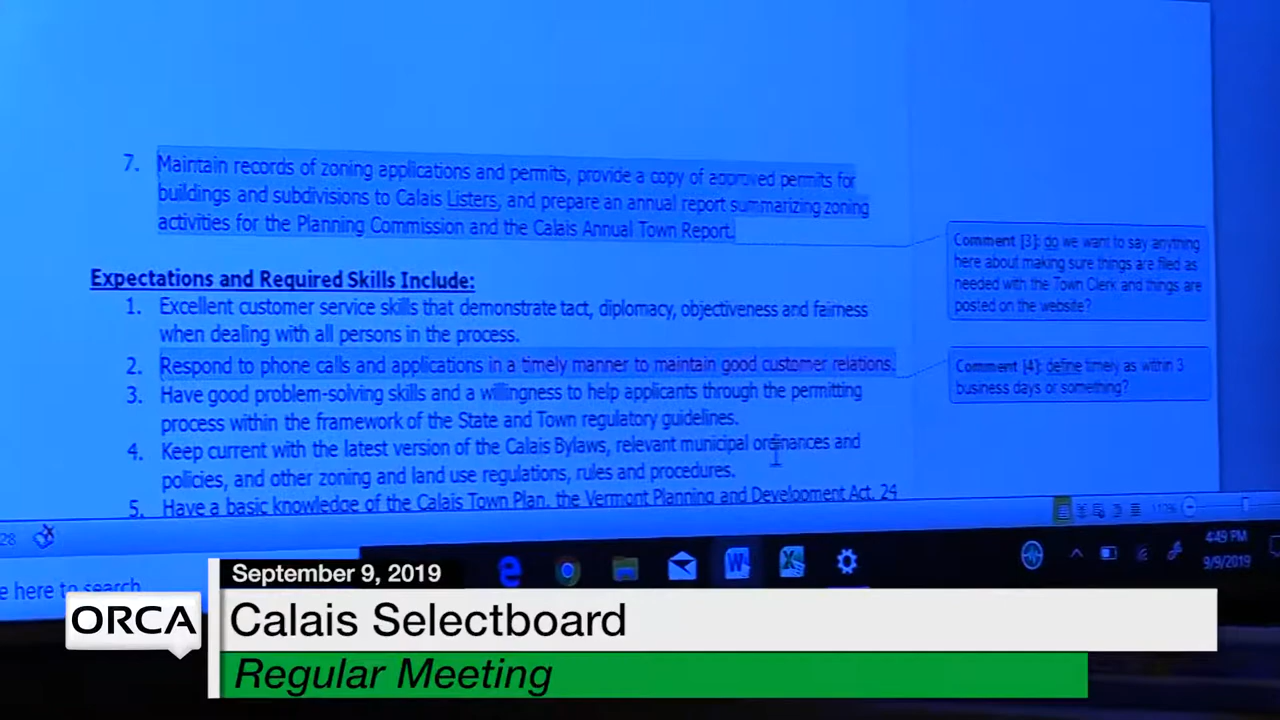 7. Maintain records of zoning applications and permits, provide a copy of approved permits for
buildings and subdivisions to Calais Listers, and prepare an annual report summarizing zoning
activities for the Planning Commission and the Calais Annual Town Report.
Comment [3]: do we want to say anything
here about making sure things are filed as
needed with the Town Clerk and things are
posted on the website?
Expectations and Required Skills Include:
1. Excellent customer service skills that demonstrate tact, diplomacy, objectiveness and fairness
when dealing with all persons in the process.
2. Respond to phone calls and applications in a timely manner to maintain good customer relations.
Comment [4]: define timely as within 3
business days or something?
3. Have good problem-solving skills and a willingness to help applicants through the permitting
process within the framework of the State and Town regulatory guidelines.
4. Keep current with the latest version of the Calais Bylaws, relevant municipal ordinances and
policies, and other zoning and land use regulations, rules and procedures.
5. Have a basic knowledge of the Calais Town Plan, the Vermont Planning and Development Act, 24
28
e here to search
4:49 PM
9/9/2019
September 9, 2019
ORCA
Calais Selectboard
Regular Meeting